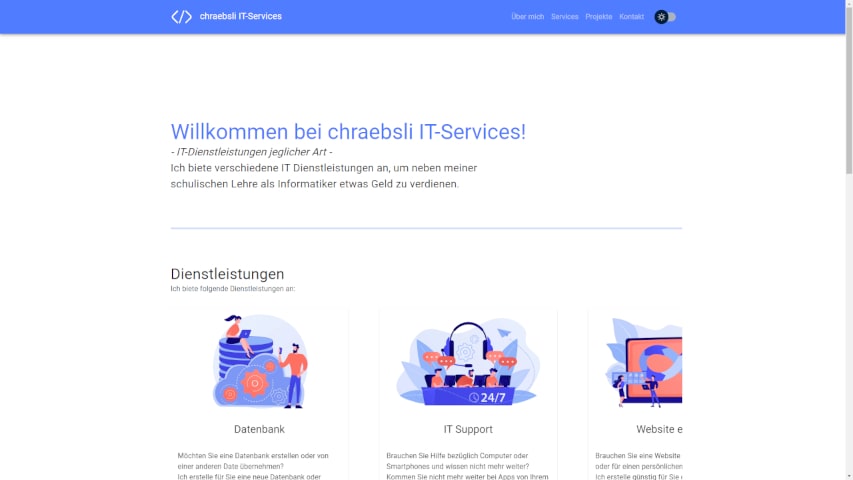 chraebsli IT-Services
Über mich Services Projekte Kontakt
Willkommen bei chraebsli IT-Services!
- IT-Dienstleistungen jeglicher Art -
Ich biete verschiedene IT Dienstleistungen an, um neben meiner
schulischen Lehre als Informatiker etwas Geld zu verdienen.
Dienstleistungen
Ich biete folgende Dienstleistungen an:
24/7
Datenbank
Möchten Sie eine Datenbank erstellen oder von
einer anderen Date übernehmen?
Ich erstelle für Sie eine neue Datenbank oder
IT Support
Brauchen Sie Hilfe bezüglich Computer oder
Smartphones und wissen nicht mehr weiter?
Kommen Sie nicht mehr weiter bei Apps von Ihrem
Website e
Brauchen Sie eine Website
oder für einen persönlichen
Ich erstelle günstig für Sie